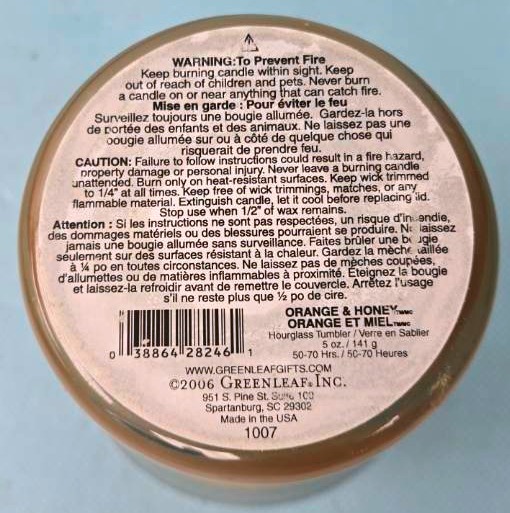 WARNING:To Prevent Fire
Keep burning candle within sight. Keep
out of reach of children and pets. Never burn
a candle on or near anything that can catch fire.
Mise en garde : Pour éviter le feu
Surveillez toujours une bougie allumée. Gardez-la hors
de portée des enfants et des animaux. Ne laissez pas une
bougie allumée sur ou à côté de quelque chose qui
risquerait de prendre feu.
CAUTION: Failure to follow instructions could result in a fire hazard,
property damage or personal injury. Never leave a burning candle
unattended. Burn only on heat-resistant surfaces. Keep wick trimmed
to 1/4" at all times. Keep free of wick trimmings, matches, or any
flammable material. Extinguish candle, let it cool before replacing lid.
Stop use when 1/2" of wax remains.
Attention : Si les instructions ne sont pas respectées, un risque d'incendie,
des dommages matériels ou des blessures pourraient se produire. Ne laissez
jamais une bougie allumée sans surveillance. Faites brûler une bougie
seulement sur des surfaces résistant à la chaleur. Gardez la mèche taillée
à ¼ po en toutes circonstances. Ne laissez pas de mèches coupées,
d'allumettes ou de matières inflammables à proximité. Éteignez la bougie
et laissez-la refroidir avant de remettre le couvercle. Arrêtez l'usage
s'il ne reste plus que ½ po de cire.
ORANGE & HONEY
ORANGE ET MIEL
Hourglass Tumbler / Verre en Sablier
5 oz. / 141 g
50-70 Hrs. / 50-70 Heures
0 38864 28246 1
WWW.GREENLEAFGIFTS.COM
©2006 GREENLEAF® INC.
951 S. Pine St. Suite 100
Spartanburg, SC 29302
Made in the USA
1007